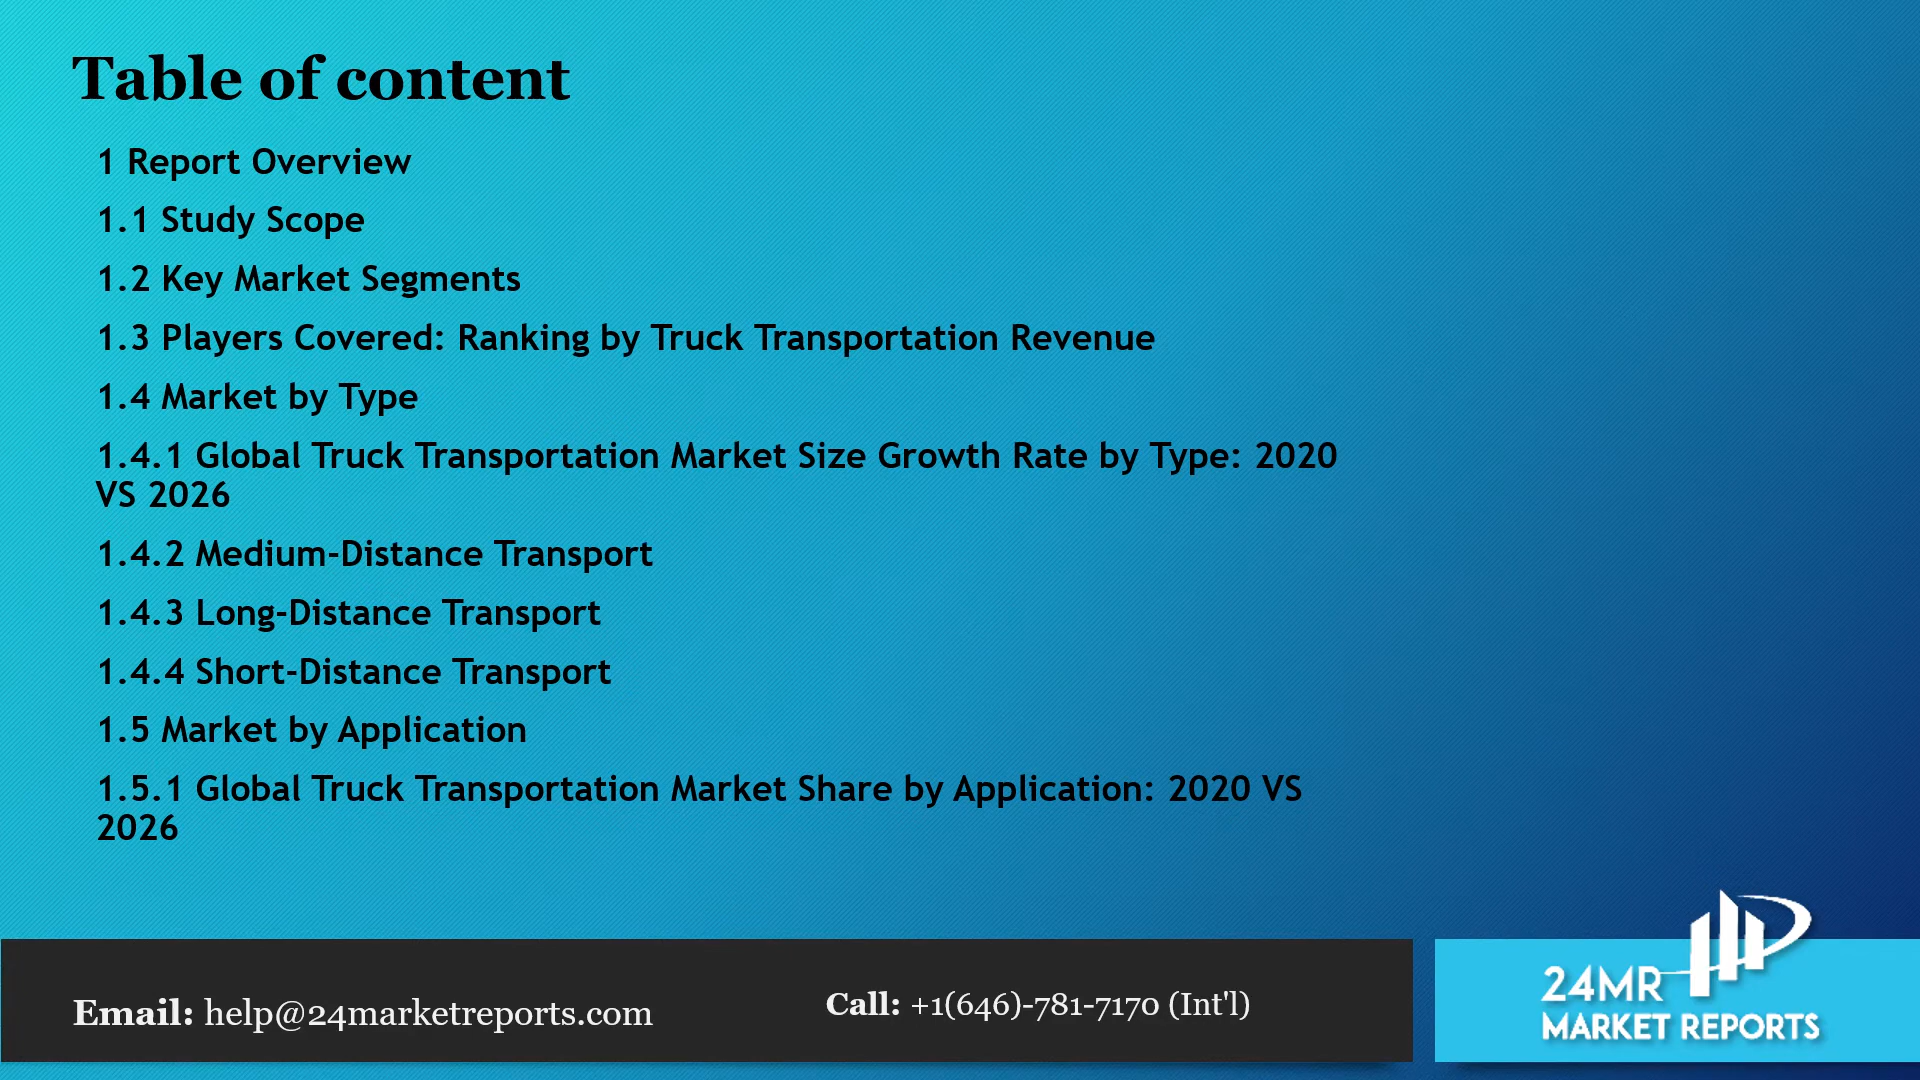 Table of content
1 Report Overview
1.1 Study Scope
1.2 Key Market Segments
1.3 Players Covered: Ranking by Truck Transportation Revenue
1.4 Market by Type
1.4.1 Global Truck Transportation Market Size Growth Rate by Type: 2020
VS 2026
1.4.2 Medium-Distance Transport
1.4.3 Long-Distance Transport
1.4.4 Short-Distance Transport
1.5 Market by Application
1.5.1 Global Truck Transportation Market Share by Application: 2020 VS
2026
Email: help@24marketreports.com
Call: +1(646)-781-7170 (Int'l)
24MR
MARKET REPORTS